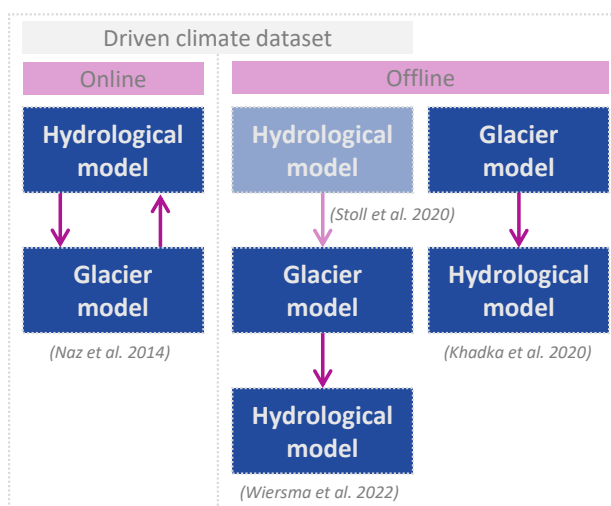 Driven climate dataset
Online
Offline
Hydrological
model
Glacier
model
(Naz et al. 2014)
Hydrological
model
(Stoll et al. 2020)
Glacier
model
Hydrological
model
(Wiersma et al. 2022)
Glacier
model
Hydrological
model
(Khadka et al. 2020)